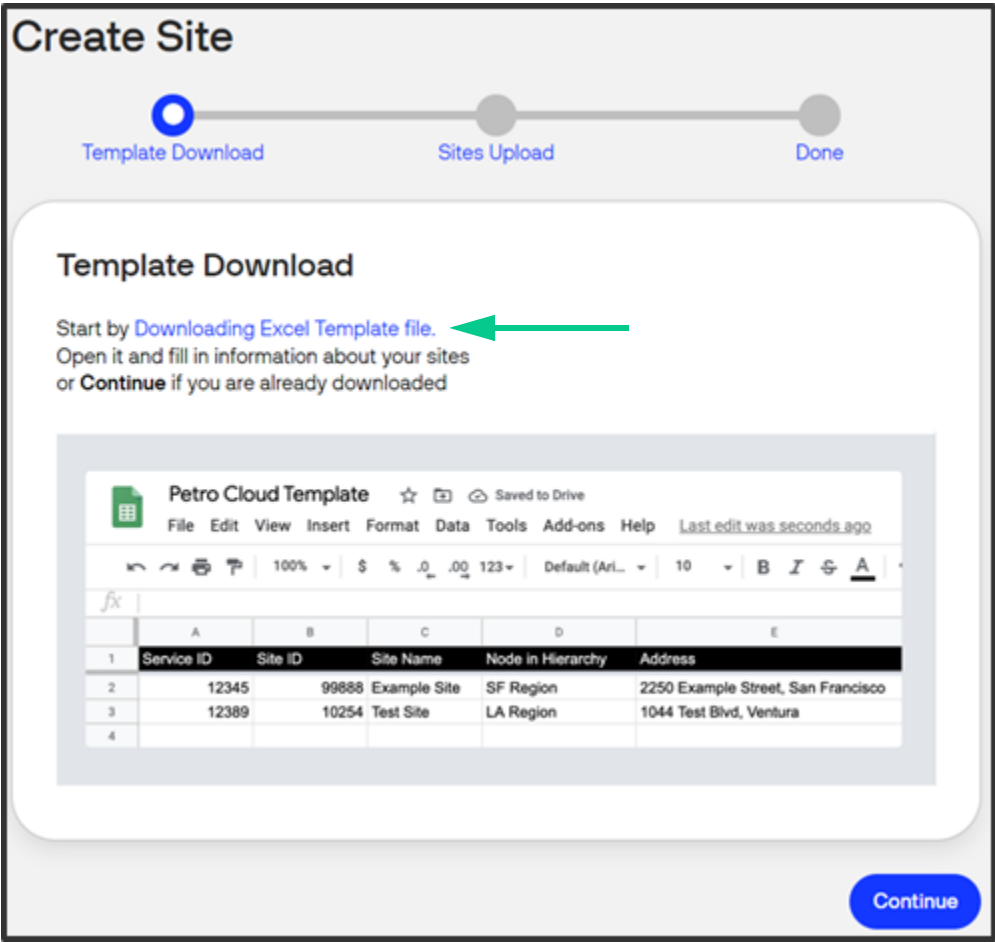 Create Site
Template Download
Sites Upload
Done
Template Download
Start by Downloading Excel Template file.
Open it and fill in information about your sites
or Continue if you are already downloaded
Petro Cloud Template Saved to Drive
File Edit View Insert Format Data Tools Add-ons Help Last edit was seconds ago
100% $ % .0 .00 123 Default (Ari... 10 B I S A
fx
A B C D E
1 Service ID Site ID Site Name Node in Hierarchy Address
2 12345 99888 Example Site SF Region 2250 Example Street, San Francisco
3 12389 10254 Test Site LA Region 1044 Test Blvd, Ventura
4
Continue